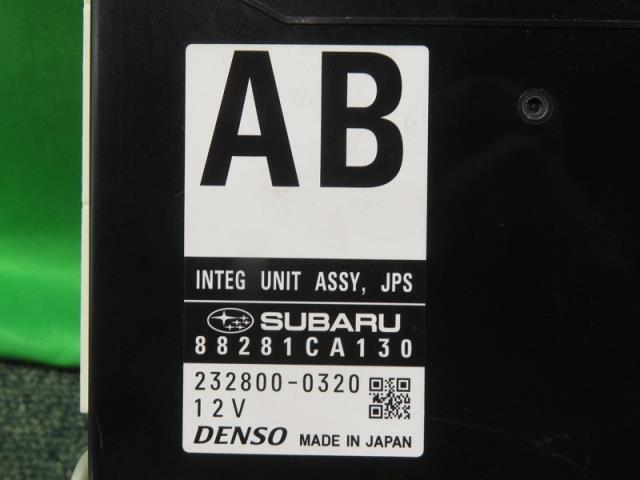 AB
INTEG UNIT ASSY, JPS
SUBARU
88281CA130
232800-0320
12V
DENSO MADE IN JAPAN